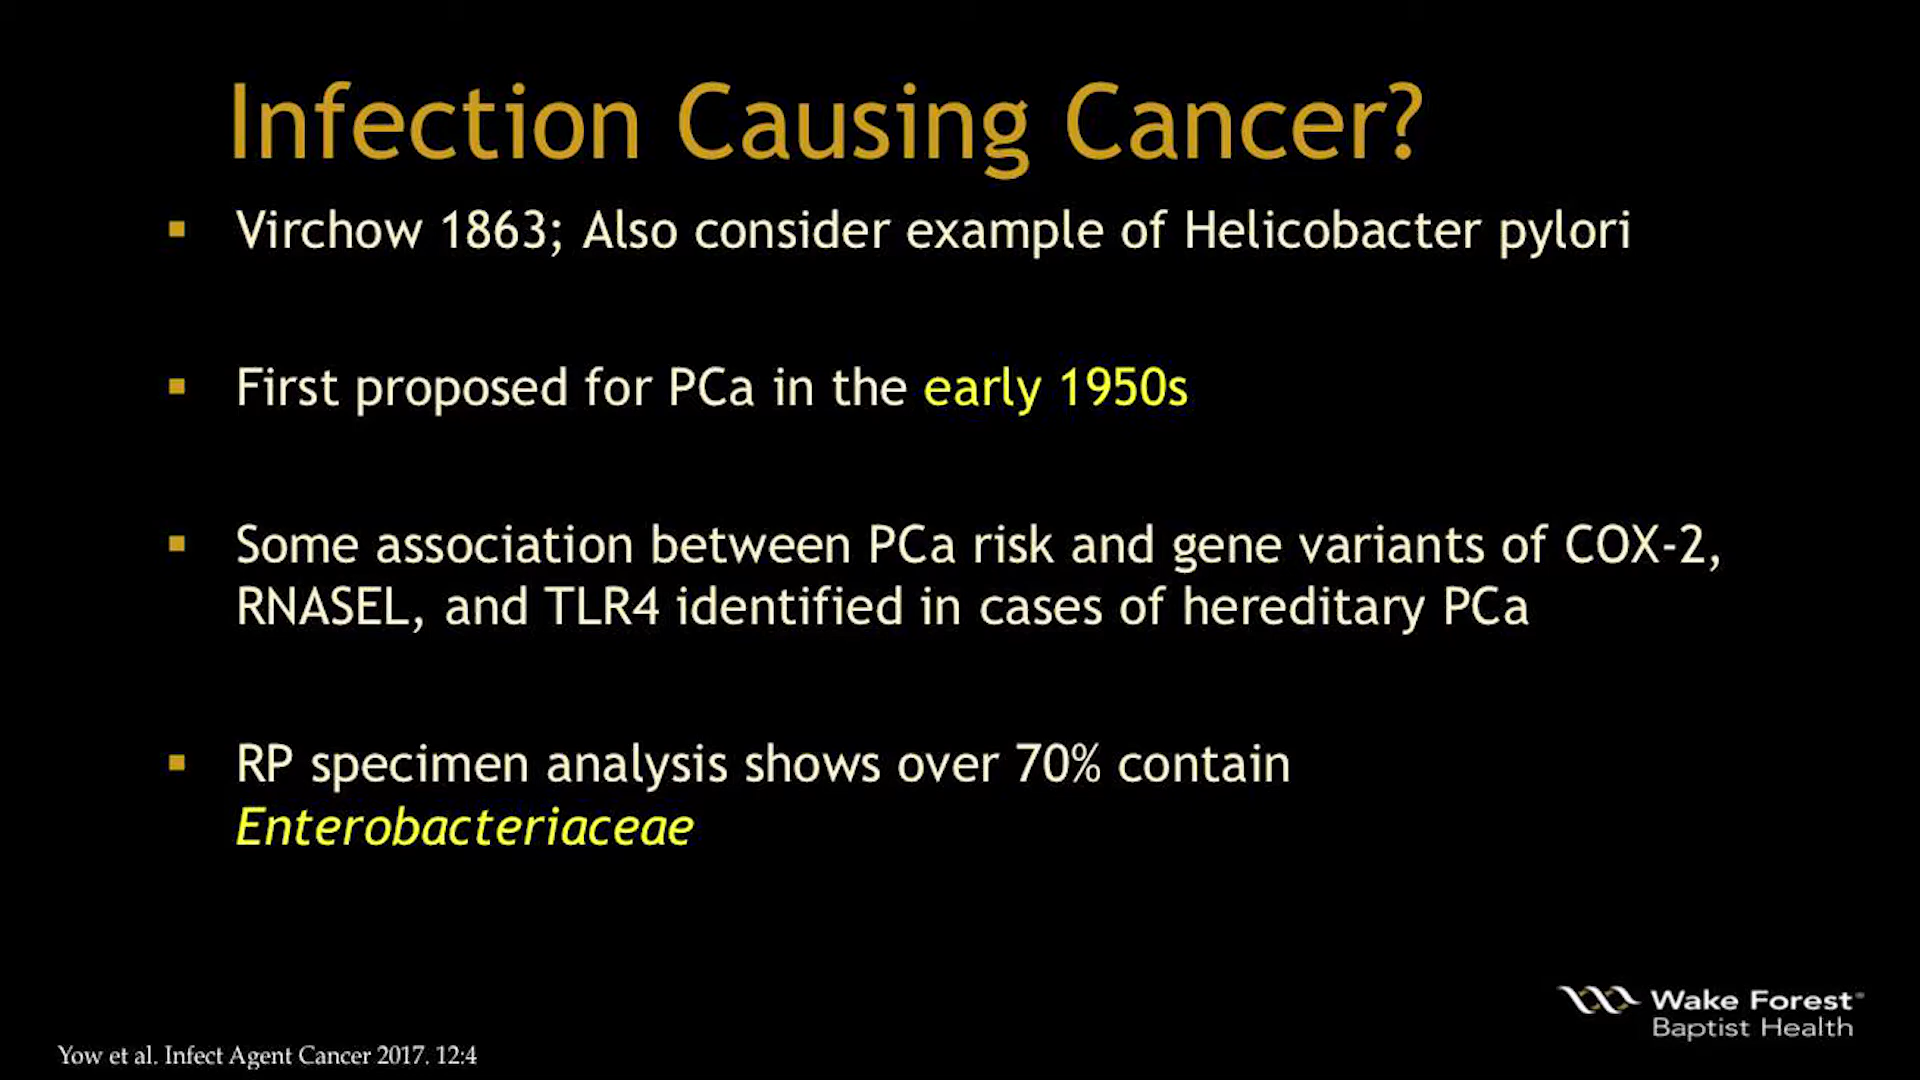 Infection Causing Cancer?
▪ Virchow 1863; Also consider example of Helicobacter pylori
▪ First proposed for PCa in the early 1950s
▪ Some association between PCa risk and gene variants of COX-2,
RNASEL, and TLR4 identified in cases of hereditary PCa
▪ RP specimen analysis shows over 70% contain
Enterobacteriaceae
Wake Forest®
Baptist Health
Yow et al. Infect Agent Cancer 2017. 12:4